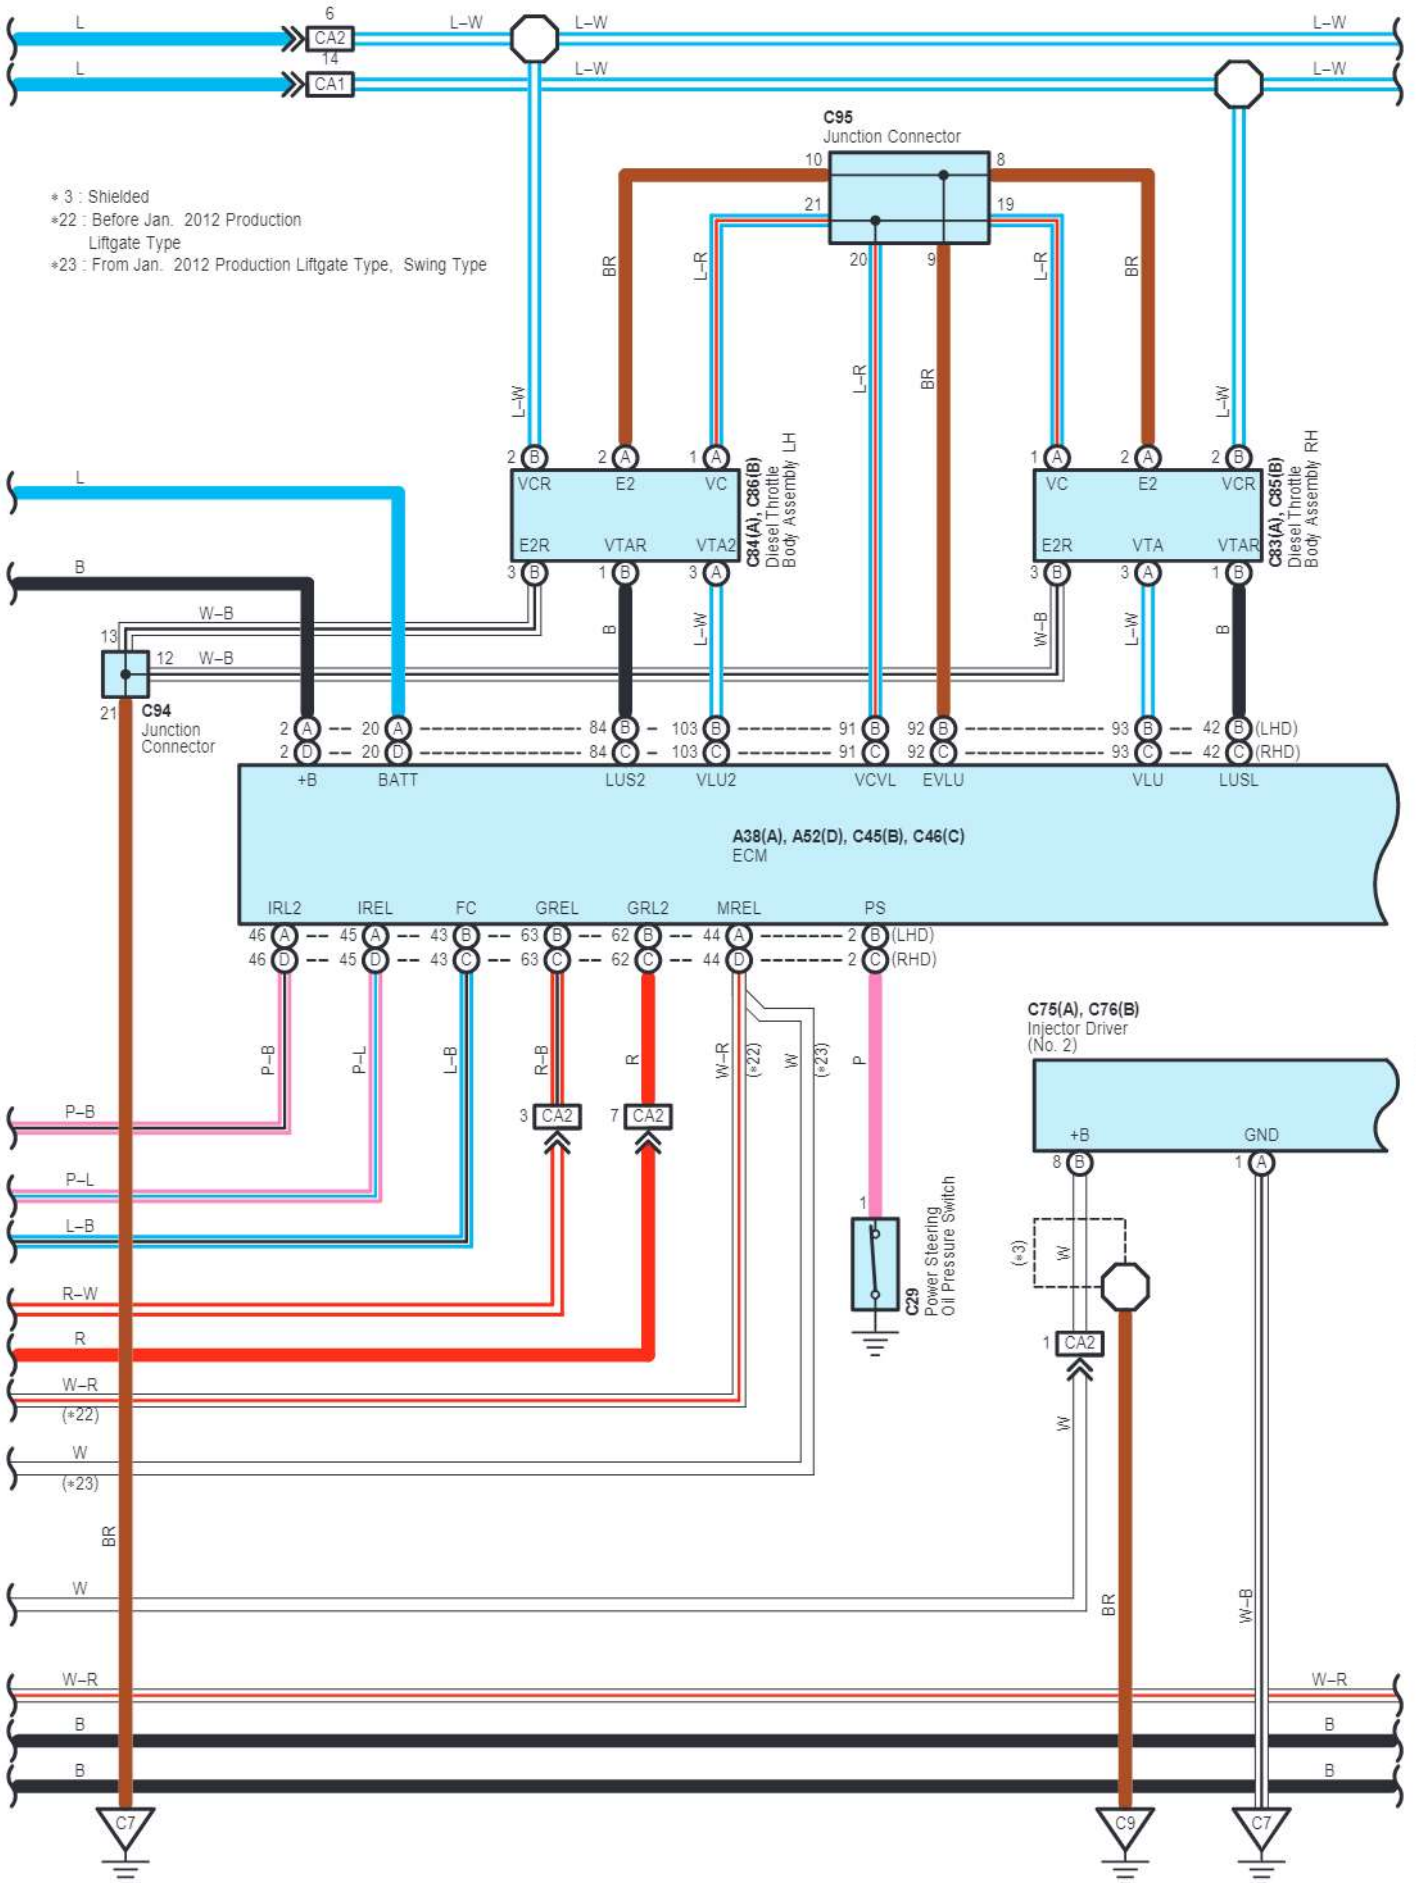 6
L L–W L–W L–W
CA2
14
L L–W L–W
CA1
C95
Junction Connector
10 8
∗ 3 : Shielded
21 19
∗22 : Before Jan. 2012 Production
Liftgate Type
∗23 : From Jan. 2012 Production Liftgate Type, Swing Type
20 9
BR L–R L–R BR
L–W L–R BR L–W
2 B 2 A 1 A 1 A 2 A 2 B
L
VCR E2 VC VC E2 VCR
C84(A), C86(B)
Diesel Throttle
Body Assembly LH
C83(A), C85(B)
Diesel Throttle
Body Assembly RH
E2R VTAR VTA2 E2R VTA VTAR
3 B 1 B 3 A 3 B 3 A 1 B
B
W–B
13
B L–W W–B L–W B
12 W–B
21 C94
Junction
Connector
2 A 20 A 84 B 103 B 91 B 92 B 93 B 42 B (LHD)
2 D 20 D 84 C 103 C 91 C 92 C 93 C 42 C (RHD)
+B BATT LUS2 VLU2 VCVL EVLU VLU LUSL
A38(A), A52(D), C45(B), C46(C)
ECM
IRL2 IREL FC GREL GRL2 MREL PS
46 A 45 A 43 B 63 B 62 B 44 A 2 B (LHD)
46 D 45 D 43 C 63 C 62 C 44 D 2 C (RHD)
C75(A), C76(B)
Injector Driver
(No. 2)
P–B P–L L–B R–B R W–R (∗22) W (∗23) P
P–B
3 CA2 7 CA2
+B GND
8 B 1 A
P–L
1
L–B
C29
Power Steering
Oil Pressure Switch
(∗3) W
R–W
R
1 CA2
W–R
(∗22)
W
W
(∗23)
BR
W
BR W–B
W–R W–R
B B
B B
C7 C9 C7